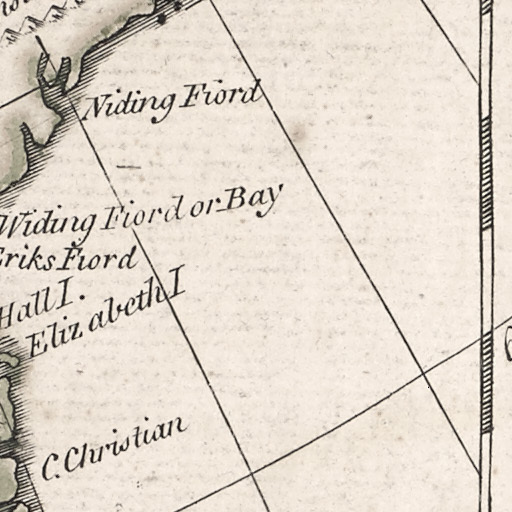 Niding Fiord
Widing Fiord or Bay
Eriks Fiord
Hall I.
Elizabeth I
C. Christian